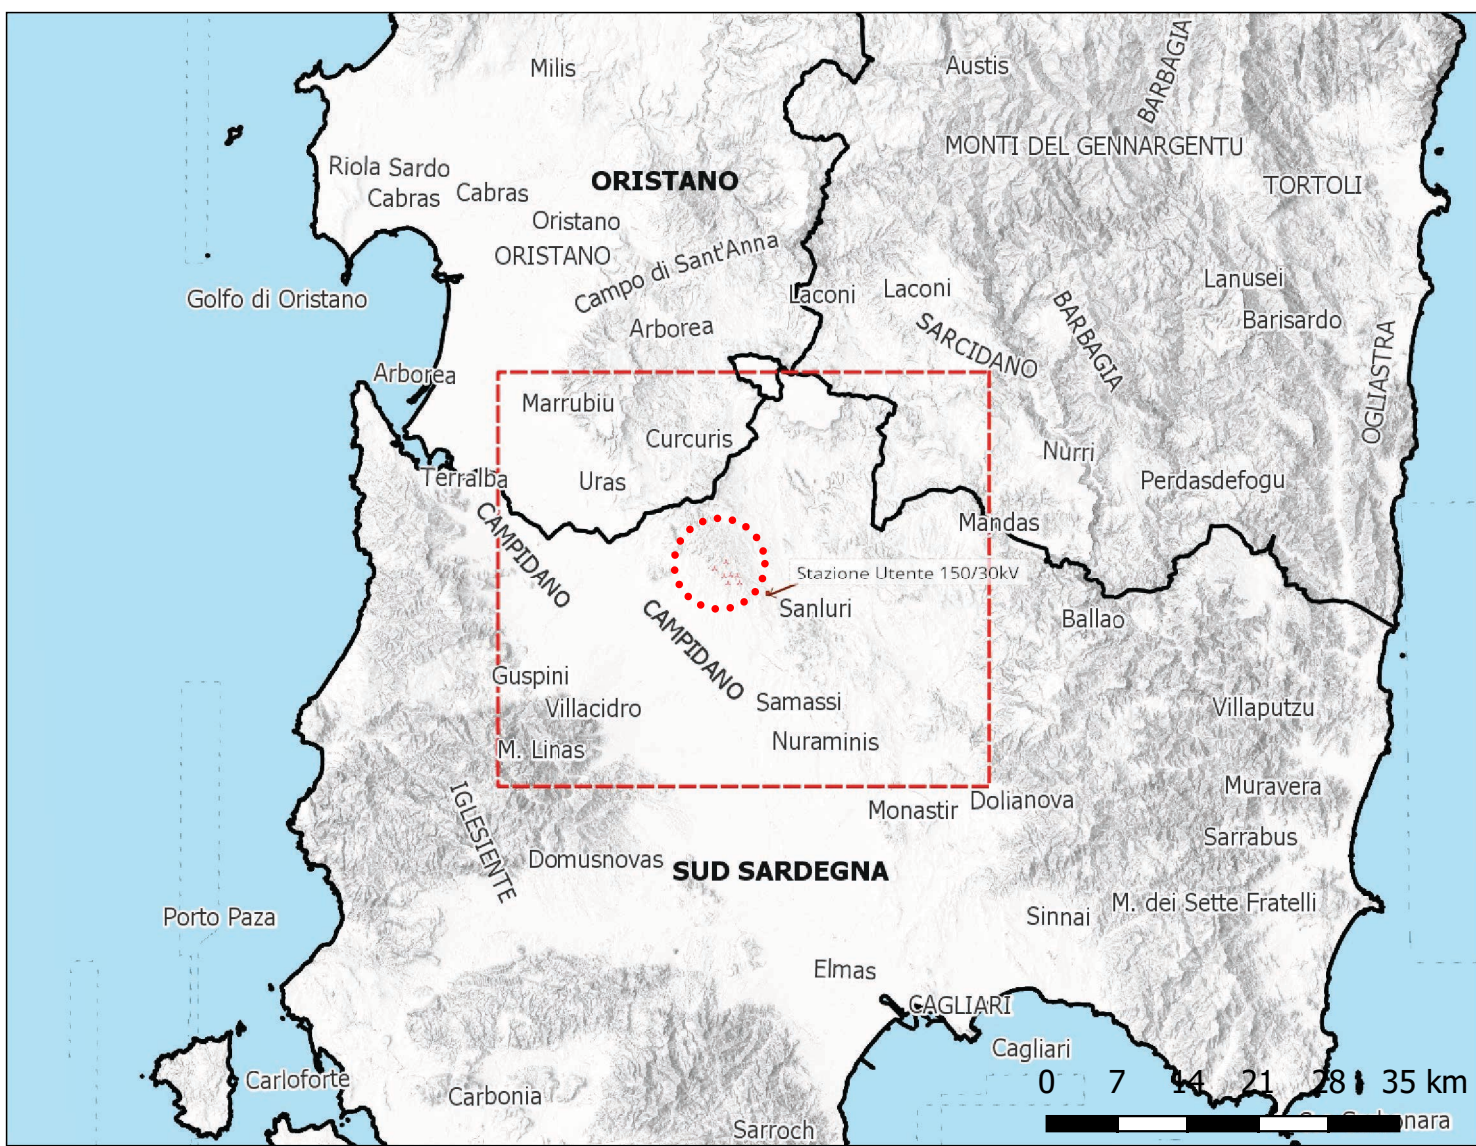 Milis
Austis
BARBAGIA
MONTI DEL GENNARGENTU
Riola Sardo
Cabras
Cabras
ORISTANO
TORTOLI
Oristano
ORISTANO
Campo di Sant'Anna
Golfo di Oristano
Laconi
Laconi
Lanusei
Arborea
SARCIDANO
BARBAGIA
Barisardo
OGLIASTRA
Arborea
Marrubiu
Curcuris
Nurri
Terralba
Uras
Perdasdefogu
CAMPIDANO
Mandas
Stazione Utente 150/30kV
CAMPIDANO
Sanluri
Ballao
Guspini
Villacidro
Samassi
Villaputzu
M. Linas
Nuraminis
IGLESIENTE
Monastir
Dolianova
Muravera
Domusnovas
SUD SARDEGNA
Sarrabus
Porto Paza
Sinnai
M. dei Sette Fratelli
Elmas
CAGLIARI
Cagliari
Carloforte
Carbonia
0 7 14 21 28 35 km
Sarroch